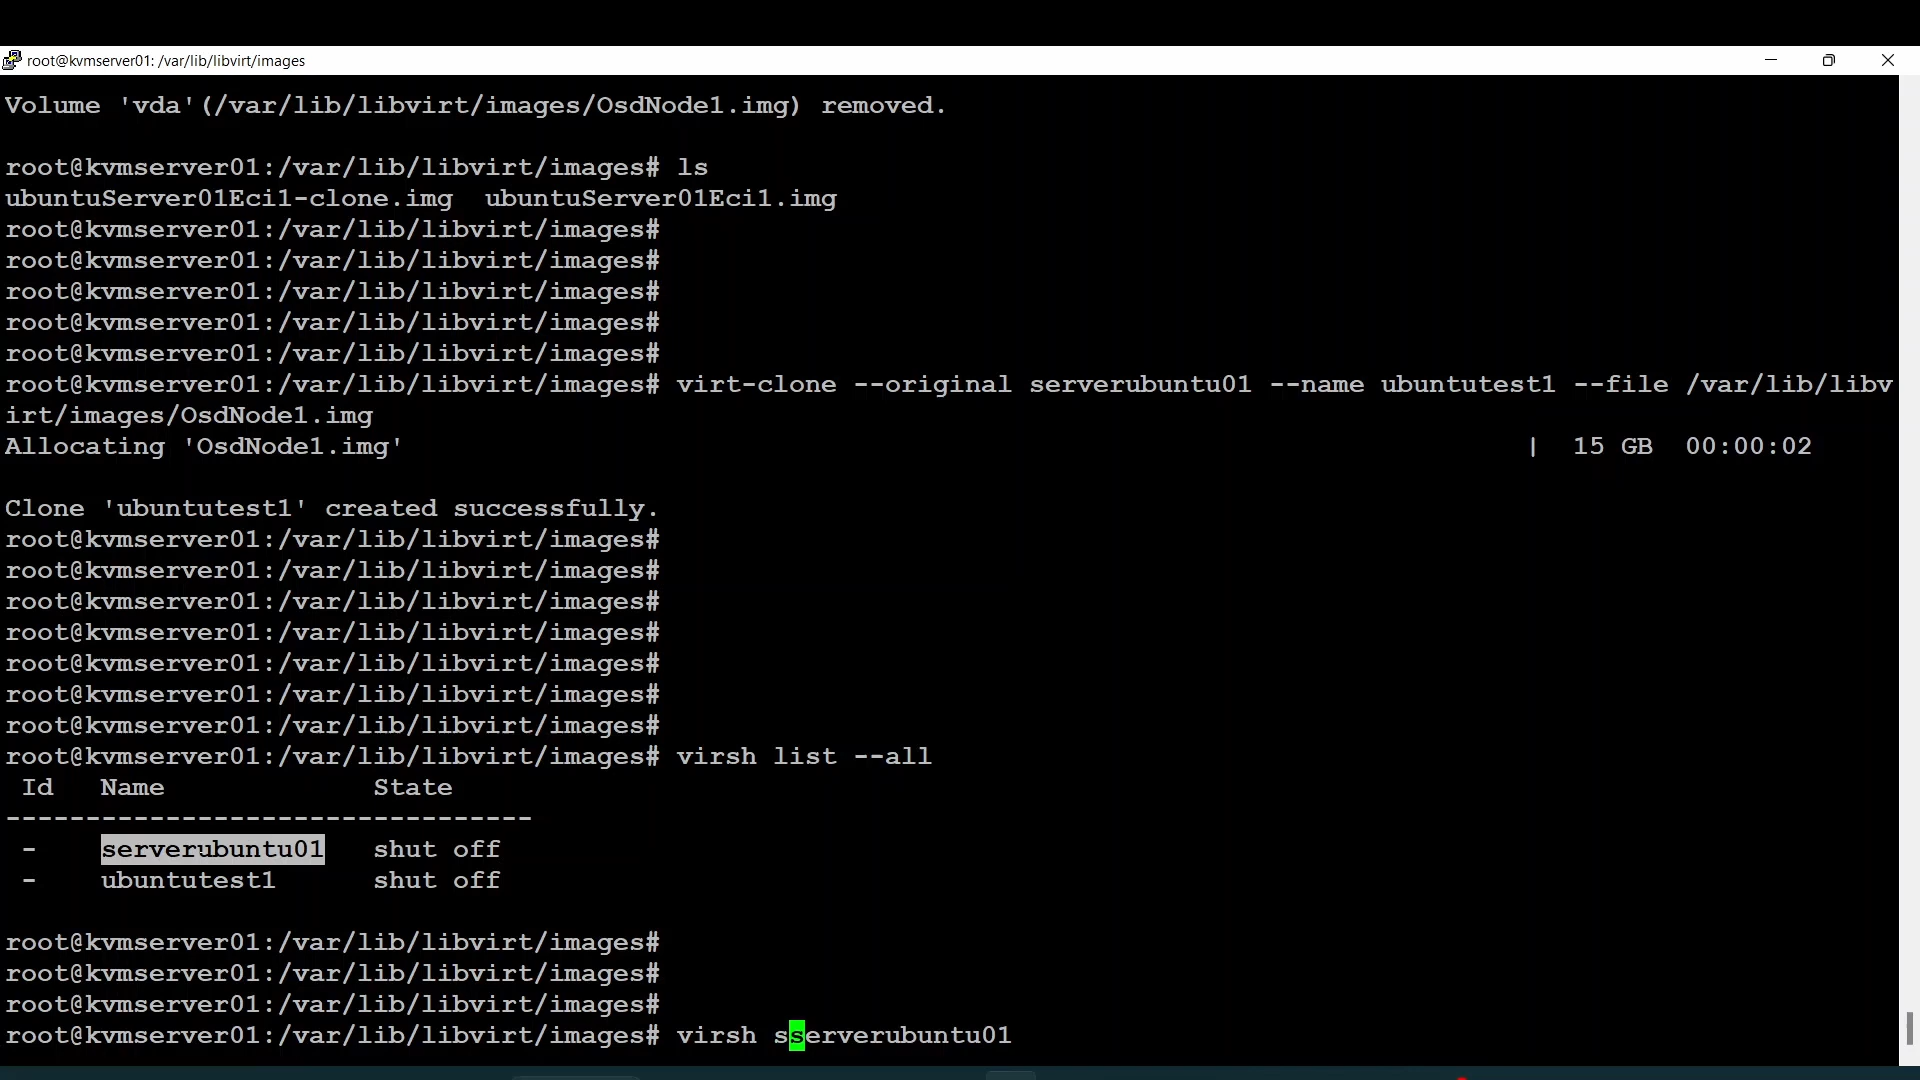 root@kvmserver01: /var/lib/libvirt/images
Volume 'vda'(/var/lib/libvirt/images/OsdNode1.img) removed.
root@kvmserver01:/var/lib/libvirt/images# ls
ubuntuServer01Eci1-clone.img  ubuntuServer01Eci1.img
root@kvmserver01:/var/lib/libvirt/images#
root@kvmserver01:/var/lib/libvirt/images#
root@kvmserver01:/var/lib/libvirt/images#
root@kvmserver01:/var/lib/libvirt/images#
root@kvmserver01:/var/lib/libvirt/images#
root@kvmserver01:/var/lib/libvirt/images# virt-clone --original serverubuntu01 --name ubuntutest1 --file /var/lib/libv
irt/images/OsdNode1.img
Allocating 'OsdNode1.img' | 15 GB 00:00:02
Clone 'ubuntutest1' created successfully.
root@kvmserver01:/var/lib/libvirt/images#
root@kvmserver01:/var/lib/libvirt/images#
root@kvmserver01:/var/lib/libvirt/images#
root@kvmserver01:/var/lib/libvirt/images#
root@kvmserver01:/var/lib/libvirt/images#
root@kvmserver01:/var/lib/libvirt/images#
root@kvmserver01:/var/lib/libvirt/images#
root@kvmserver01:/var/lib/libvirt/images# virsh list --all
Id Name State
---------------------------------
- serverubuntu01 shut off
- ubuntutest1 shut off
root@kvmserver01:/var/lib/libvirt/images#
root@kvmserver01:/var/lib/libvirt/images#
root@kvmserver01:/var/lib/libvirt/images#
root@kvmserver01:/var/lib/libvirt/images# virsh sserverubuntu01